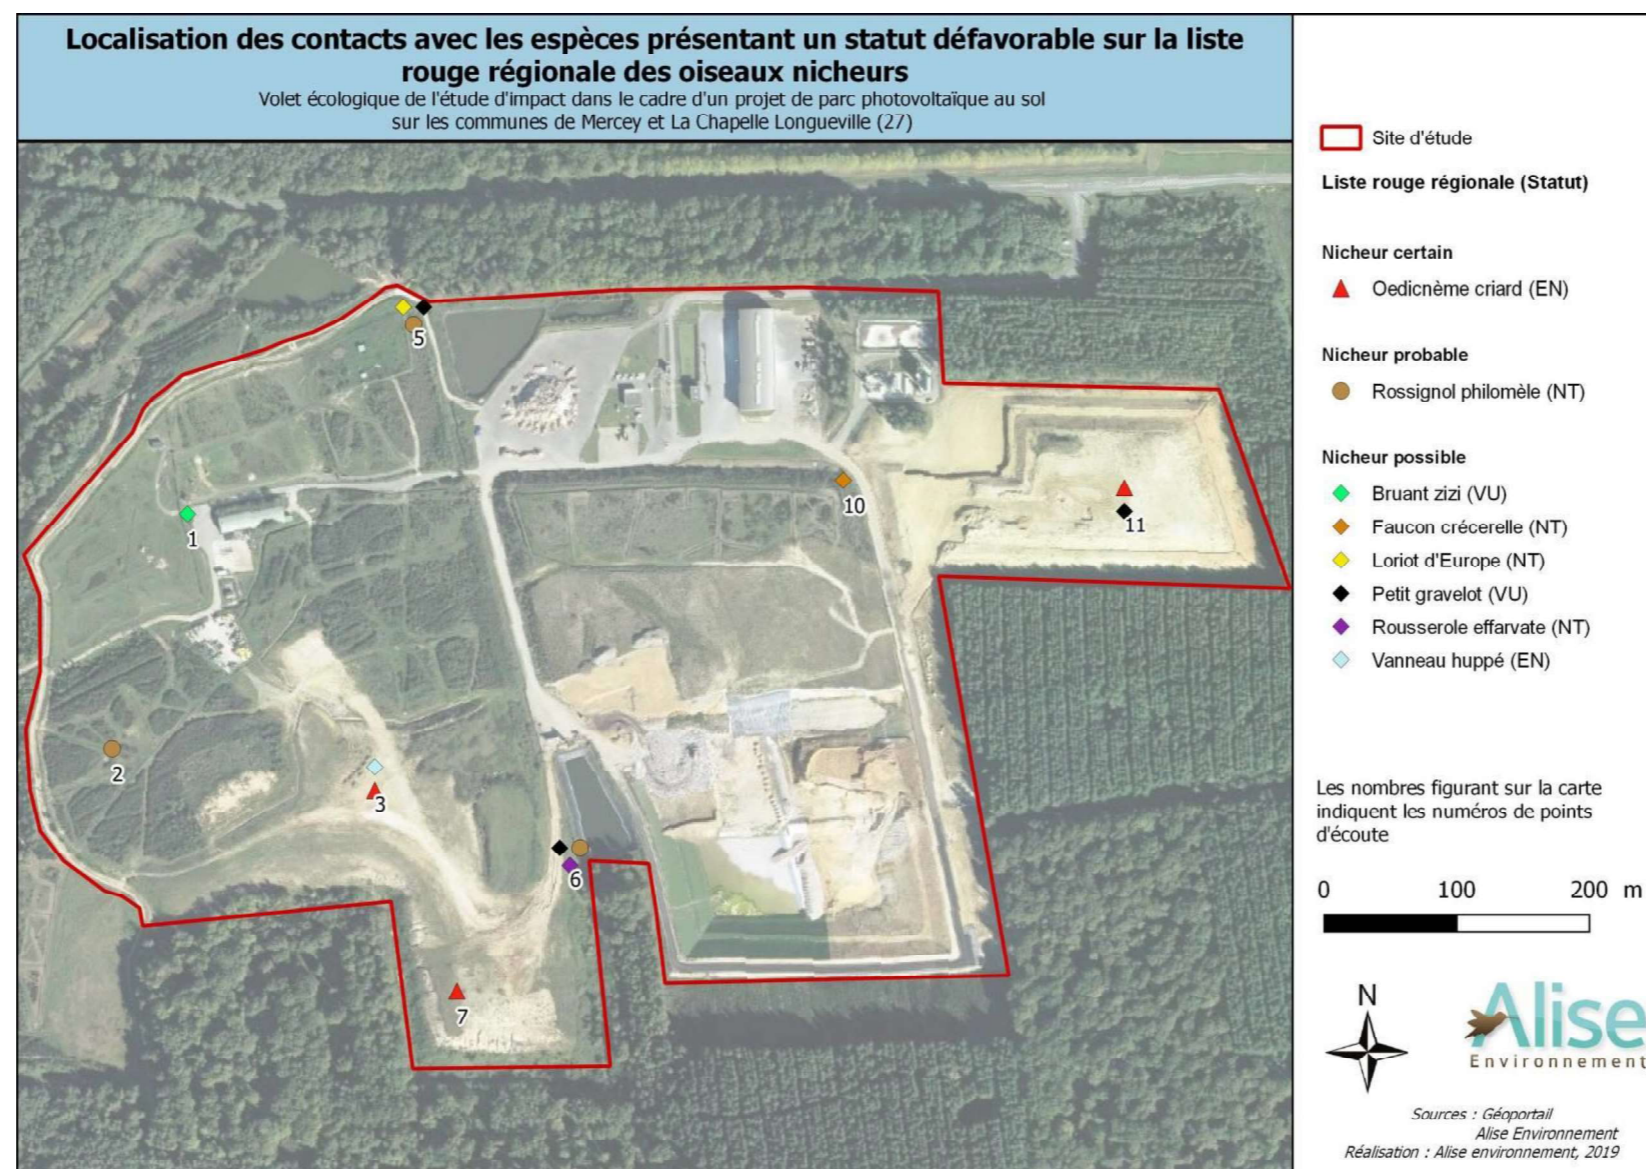 Localisation des contacts avec les espèces présentant un statut défavorable sur la liste
rouge régionale des oiseaux nicheurs
Volet écologique de l'étude d'impact dans le cadre d'un projet de parc photovoltaïque au sol
sur les communes de Mercey et La Chapelle Longueville (27)
5
1
10
11
2
3
6
7
Site d'étude
Liste rouge régionale (Statut)
Nicheur certain
Oedicnème criard (EN)
Nicheur probable
Rossignol philomèle (NT)
Nicheur possible
Bruant zizi (VU)
Faucon crécerelle (NT)
Loriot d'Europe (NT)
Petit gravelot (VU)
Rousserole effarvate (NT)
Vanneau huppé (EN)
Les nombres figurant sur la carte
indiquent les numéros de points
d'écoute
0 100 200 m
N
Alise
Environnement
Sources : Géoportail
Alise Environnement
Réalisation : Alise environnement, 2019